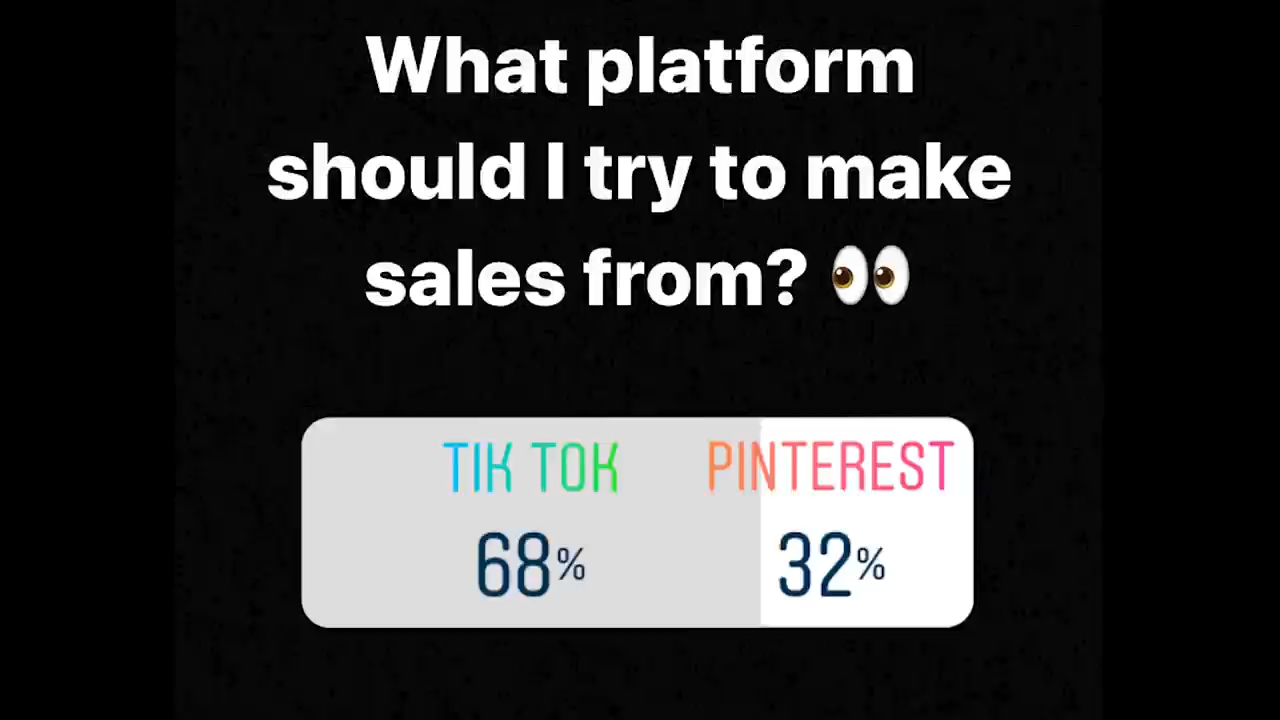 What platform
should I try to make
sales from? 👀
TIK TOK PINTEREST
68% 32%